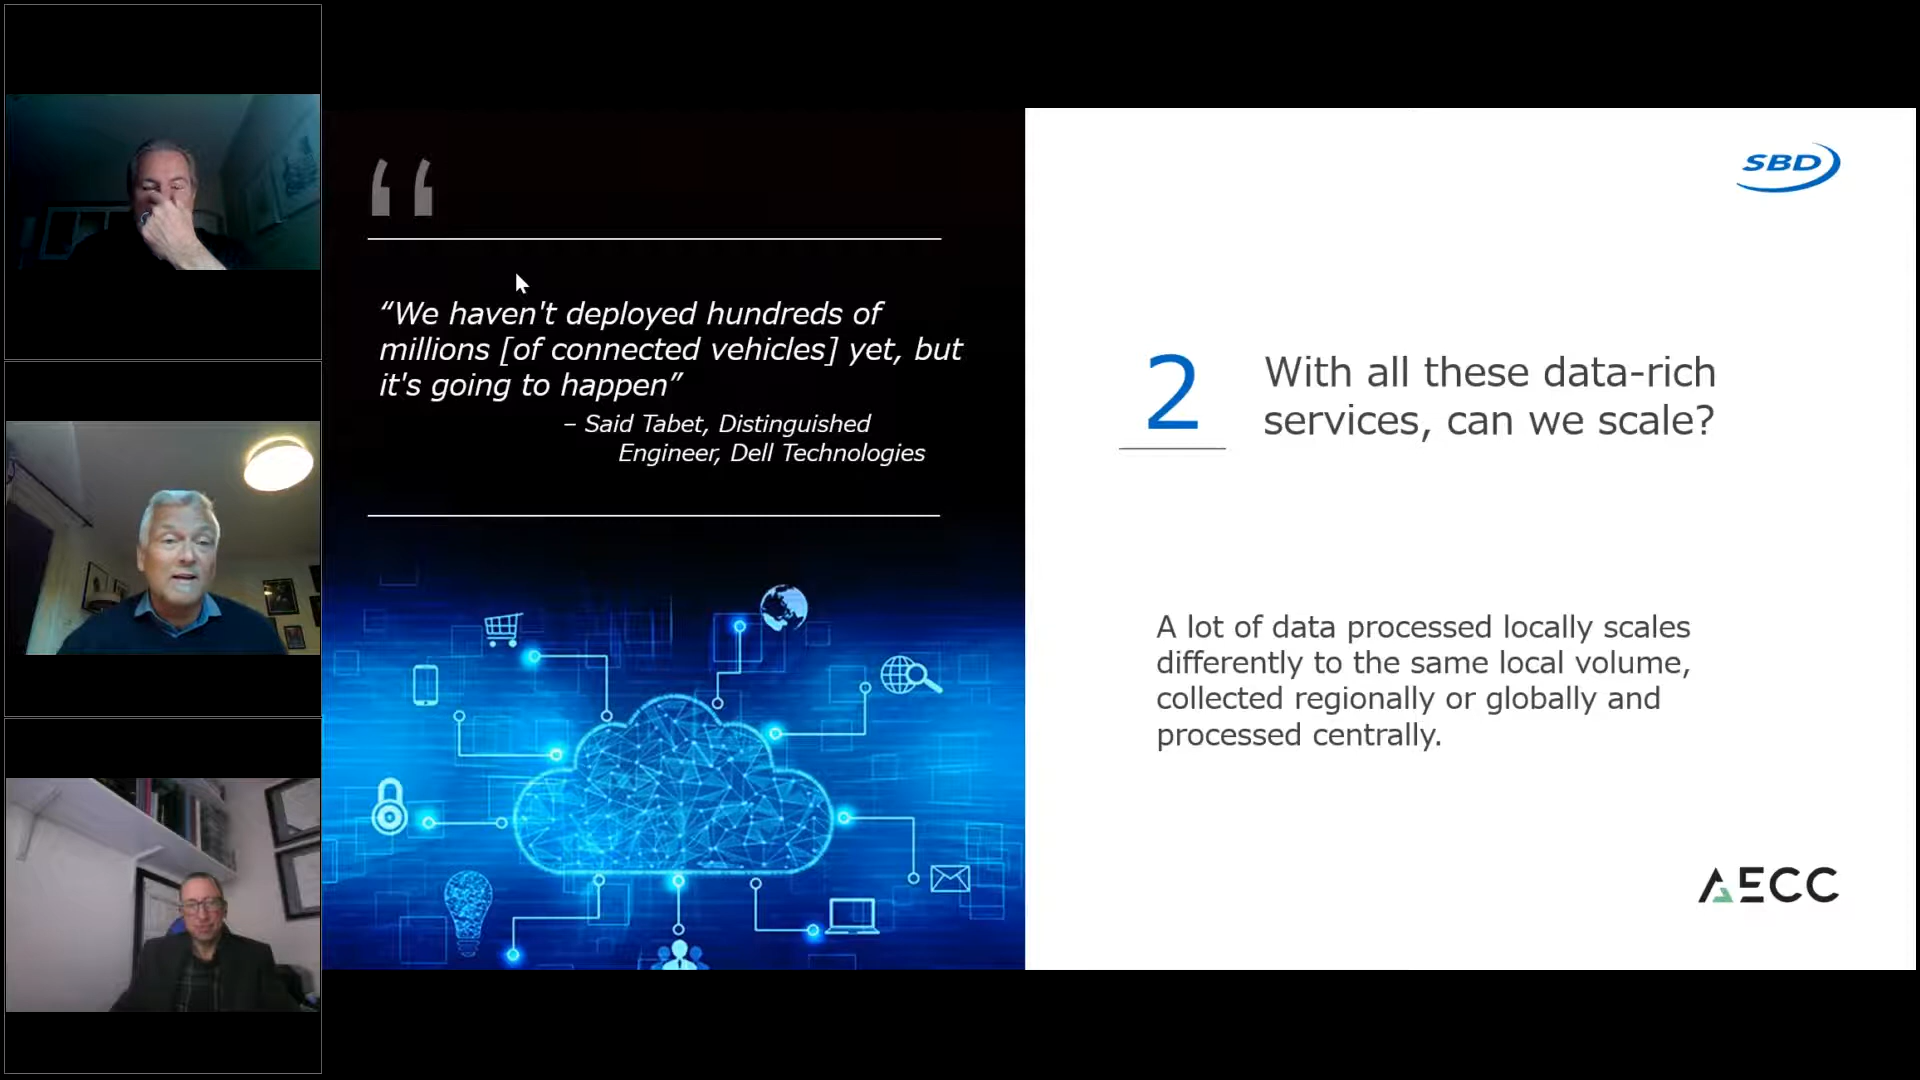 “We haven't deployed hundreds of
millions [of connected vehicles] yet, but
it's going to happen”
– Said Tabet, Distinguished
Engineer, Dell Technologies
SBD
2
With all these data-rich
services, can we scale?
A lot of data processed locally scales
differently to the same local volume,
collected regionally or globally and
processed centrally.
AECC